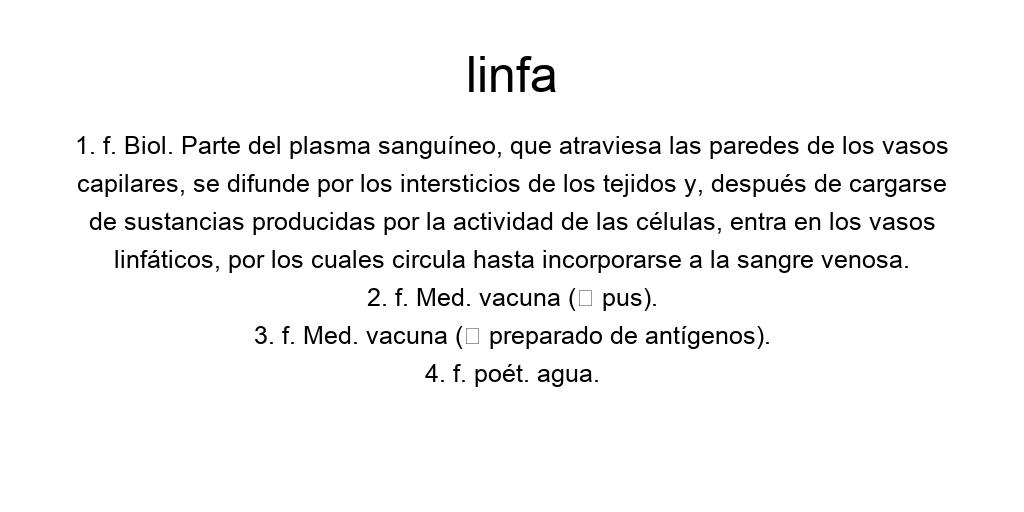 linfa
1. f. Biol. Parte del plasma sanguíneo, que atraviesa las paredes de los vasos
capilares, se difunde por los intersticios de los tejidos y, después de cargarse
de sustancias producidas por la actividad de las células, entra en los vasos
linfáticos, por los cuales circula hasta incorporarse a la sangre venosa.
2. f. Med. vacuna (□ pus).
3. f. Med. vacuna (□ preparado de antígenos).
4. f. poét. agua.